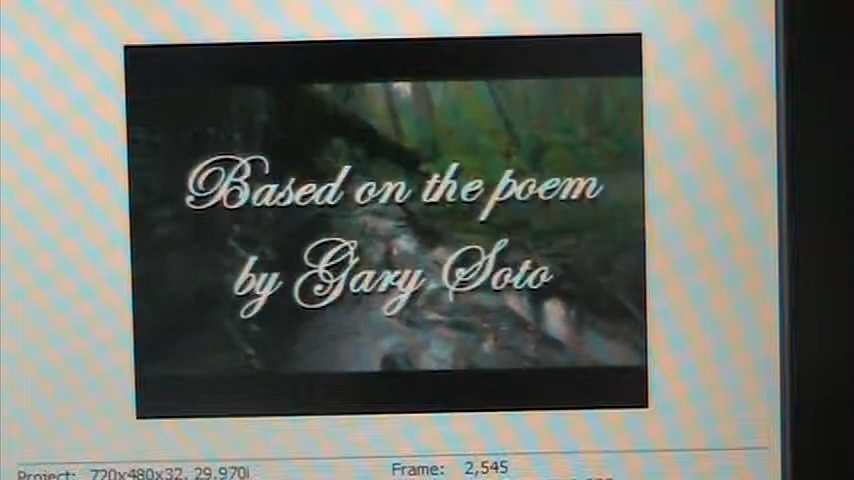 Based on the poem
by Gary Soto
Project: 720x480x32, 29.970i
Frame: 2,545